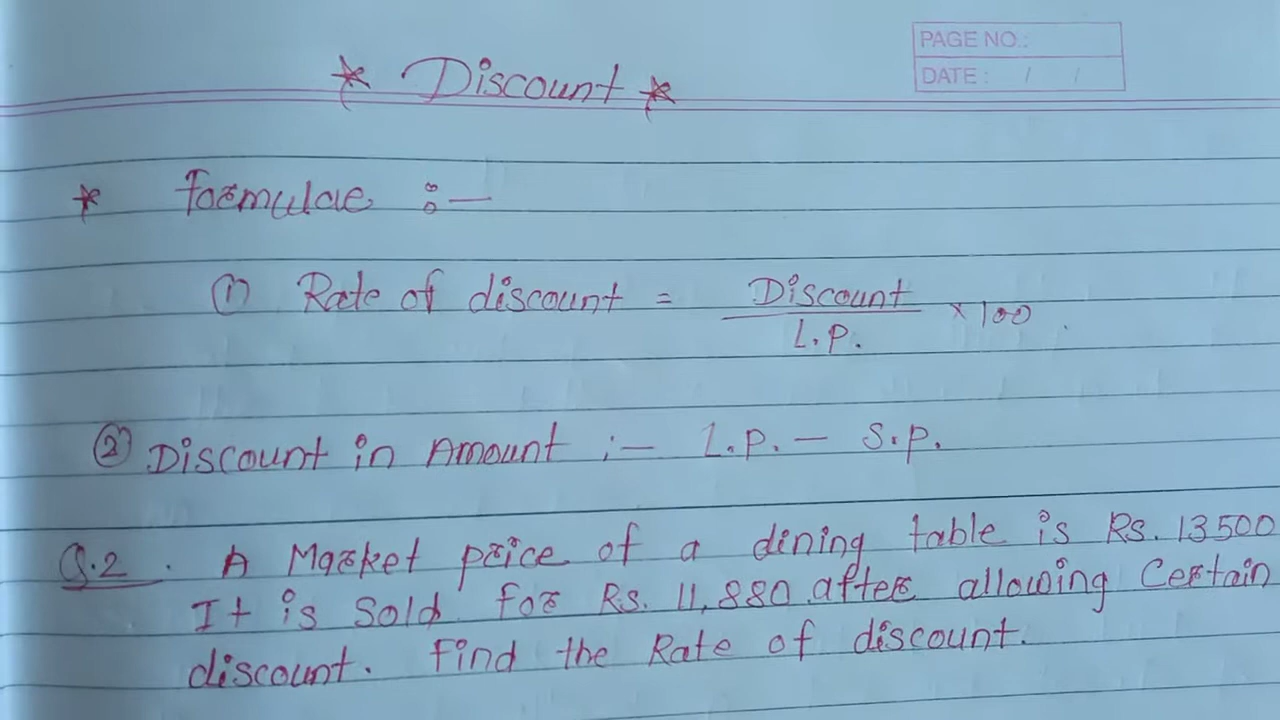 PAGE NO.:
DATE : / /
* Discount *
* Formulae :-
(1) Rate of discount = Discount / L.P. × 100.
(2) Discount in Amount :- L.P. - S.P.
Q.2. A Market price of a dining table is Rs. 13500
It is Sold for Rs. 11,880 after allowing Certain
discount. Find the Rate of discount.